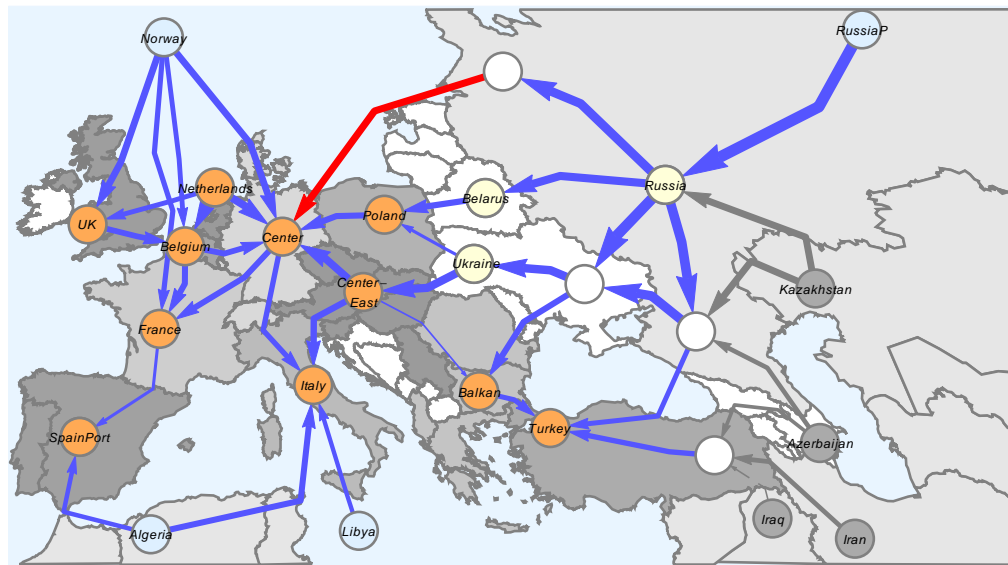 Norway
RussiaP
Netherlands
Russia
Belarus
Poland
UK
Center
Belgium
Ukraine
Center–
East
Kazakhstan
France
Italy
Balkan
Turkey
SpainPort
Azerbaijan
Iraq
Algeria
Libya
Iran